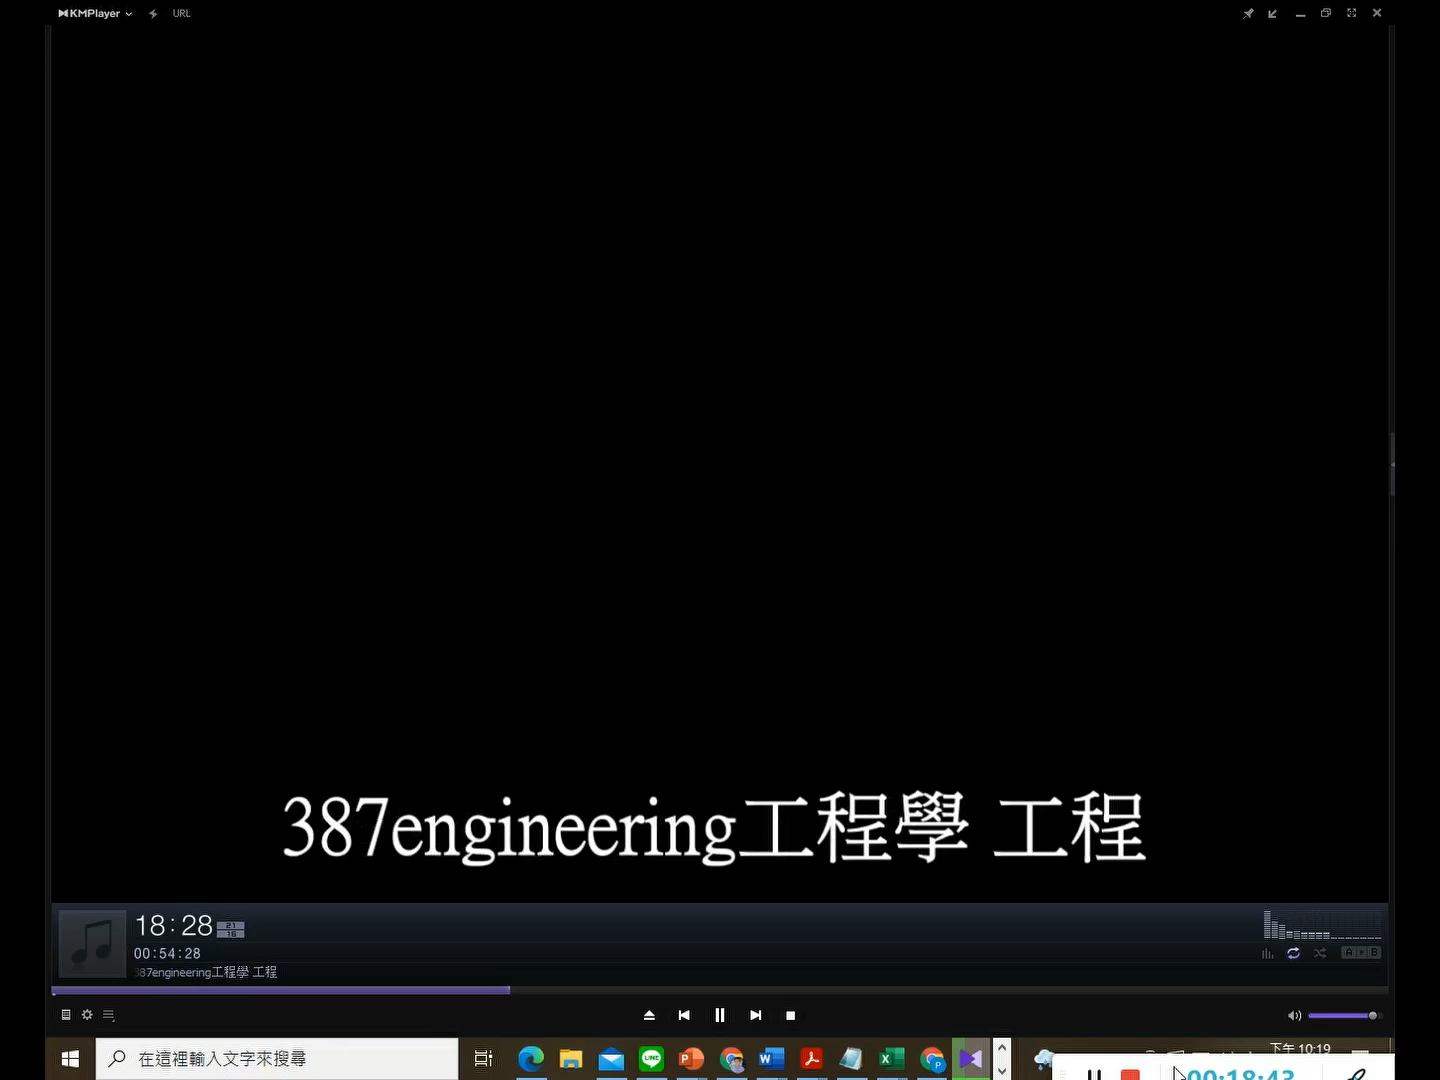 KMPlayer URL
387engineering工程學 工程
18:28 21
16
00:54:28
387engineering工程學 工程
A B
在這裡輸入文字來搜尋
下午 10:19
00:18:43